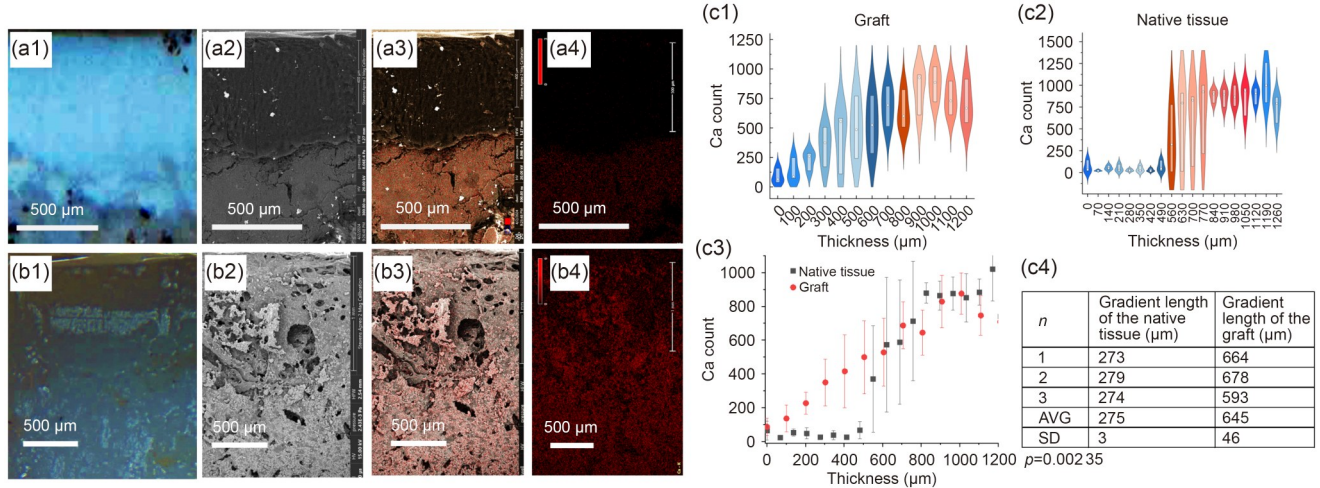 (a1)
500 µm
(a2)
500 µm
(a3)
500 µm
(a4)
500 µm
(b1)
500 µm
(b2)
500 µm
(b3)
500 µm
(b4)
500 µm
(c1)
Graft
Ca count
1250
1000
750
500
250
0
0 100 200 300 400 500 600 700 800 1000 1100 1200
Thickness (µm)
(c2)
Native tissue
Ca count
1500
1250
1000
750
500
250
0
0 70 140 210 280 350 420 490 560 630 700 770 840 910 980 1050 1120 1190 1260
Thickness (µm)
(c3)
Native tissue
Graft
Ca count
1000
800
600
400
200
0
0 200 400 600 800 1000 1200
Thickness (µm)
(c4)
n
Gradient length
of the native
tissue (µm)
Gradient
length of the
graft (µm)
1 273 664
2 279 678
3 274 593
AVG 275 645
SD 3 46
p=0.002 35